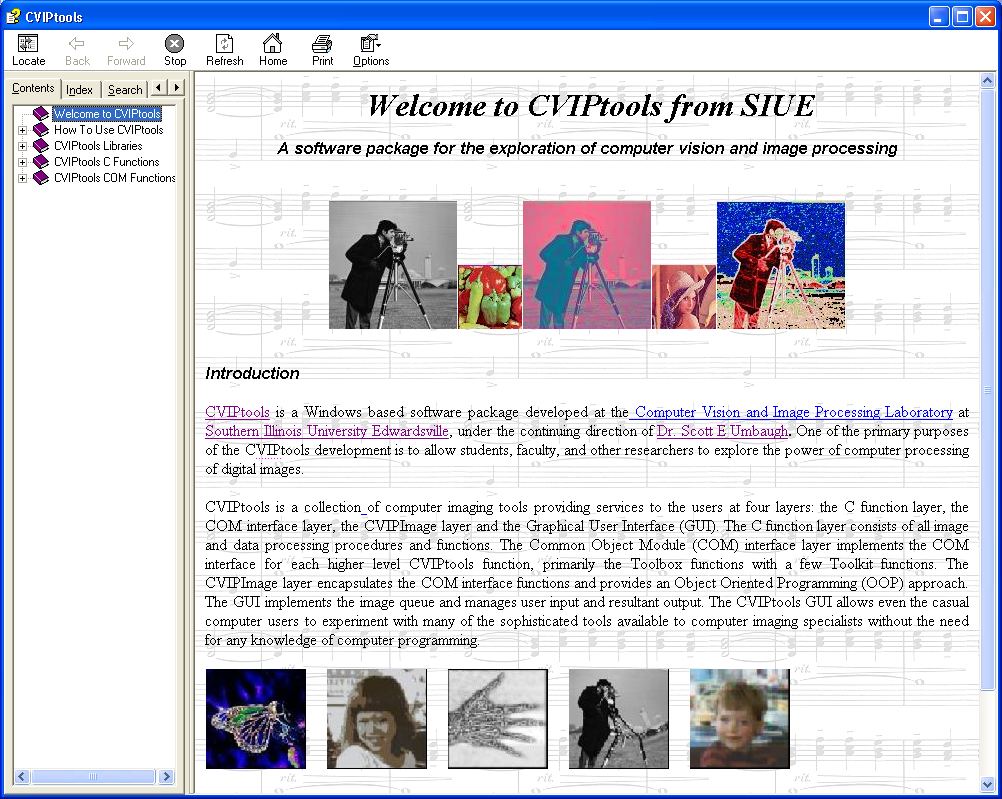 CVIPtools
Locate Back Forward Stop Refresh Home Print Options
Contents Index Search
Welcome to CVIPtools
How To Use CVIPtools
CVIPtools Libraries
CVIPtools C Functions
CVIPtools COM Functions
Welcome to CVIPtools from SIUE
A software package for the exploration of computer vision and image processing
Introduction
CVIPtools is a Windows based software package developed at the Computer Vision and Image Processing Laboratory at
Southern Illinois University Edwardsville, under the continuing direction of Dr. Scott E Umbaugh. One of the primary purposes
of the CVIPtools development is to allow students, faculty, and other researchers to explore the power of computer processing
of digital images.
CVIPtools is a collection of computer imaging tools providing services to the users at four layers: the C function layer, the
COM interface layer, the CVIPImage layer and the Graphical User Interface (GUI). The C function layer consists of all image
and data processing procedures and functions. The Common Object Module (COM) interface layer implements the COM
interface for each higher level CVIPtools function, primarily the Toolbox functions with a few Toolkit functions. The
CVIPImage layer encapsulates the COM interface functions and provides an Object Oriented Programming (OOP) approach.
The GUI implements the image queue and manages user input and resultant output. The CVIPtools GUI allows even the casual
computer users to experiment with many of the sophisticated tools available to computer imaging specialists without the need
for any knowledge of computer programming.